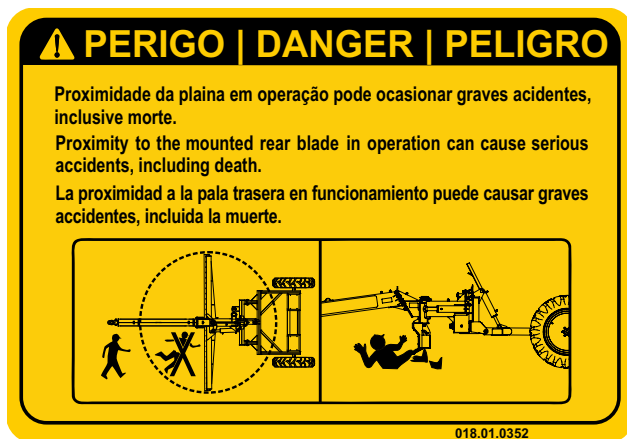 PERIGO | DANGER | PELIGRO
Proximidade da plaina em operação pode ocasionar graves acidentes,
inclusive morte.
Proximity to the mounted rear blade in operation can cause serious
accidents, including death.
La proximidad a la pala trasera en funcionamiento puede causar graves
accidentes, incluida la muerte.
018.01.0352